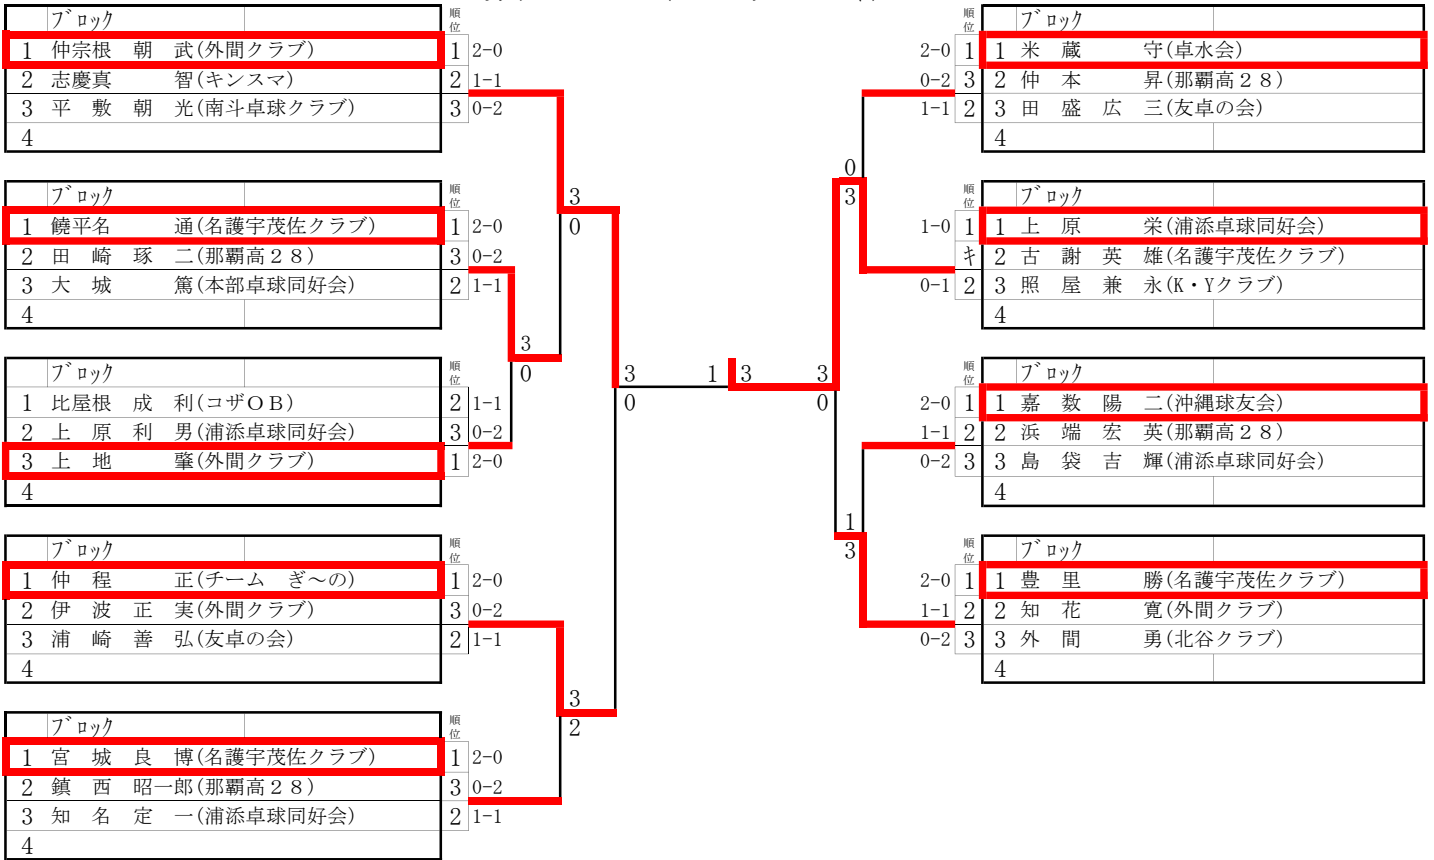 ブロック 順位
1 仲宗根 朝 武(外間クラブ) 1 2-0
2 志慶真 智(キンスマ) 2 1-1
3 平 敷 朝 光(南斗卓球クラブ) 3 0-2
4
ブロック 順位
1 饒平名 通(名護宇茂佐クラブ) 1 2-0
2 田 崎 琢 二(那覇高２８) 3 0-2
3 大 城 篤(本部卓球同好会) 2 1-1
4
ブロック 順位
1 比屋根 成 利(コザＯＢ) 2 1-1
2 上 原 利 男(浦添卓球同好会) 3 0-2
3 上 地 肇(外間クラブ) 1 2-0
4
ブロック 順位
1 仲 程 正(チーム ぎ～の) 1 2-0
2 伊 波 正 実(外間クラブ) 3 0-2
3 浦 崎 善 弘(友卓の会) 2 1-1
4
ブロック 順位
1 宮 城 良 博(名護宇茂佐クラブ) 1 2-0
2 鎮 西 昭一郎(那覇高２８) 3 0-2
3 知 名 定 一(浦添卓球同好会) 2 1-1
4
3
0
3
0
3
2
3
0
1 3
3
0
0
3
1
3
順位 ブロック
2-0 1 1 米 蔵 守(卓水会)
0-2 3 2 仲 本 昇(那覇高２８)
1-1 2 3 田 盛 広 三(友卓の会)
4
順位 ブロック
1-0 1 1 上 原 栄(浦添卓球同好会)
キ 2 古 謝 英 雄(名護宇茂佐クラブ)
0-1 2 3 照 屋 兼 永(K・Yクラブ)
4
順位 ブロック
2-0 1 1 嘉 数 陽 二(沖縄球友会)
1-1 2 2 浜 端 宏 英(那覇高２８)
0-2 3 3 島 袋 吉 輝(浦添卓球同好会)
4
順位 ブロック
2-0 1 1 豊 里 勝(名護宇茂佐クラブ)
1-1 2 2 知 花 寛(外間クラブ)
0-2 3 3 外 間 勇(北谷クラブ)
4